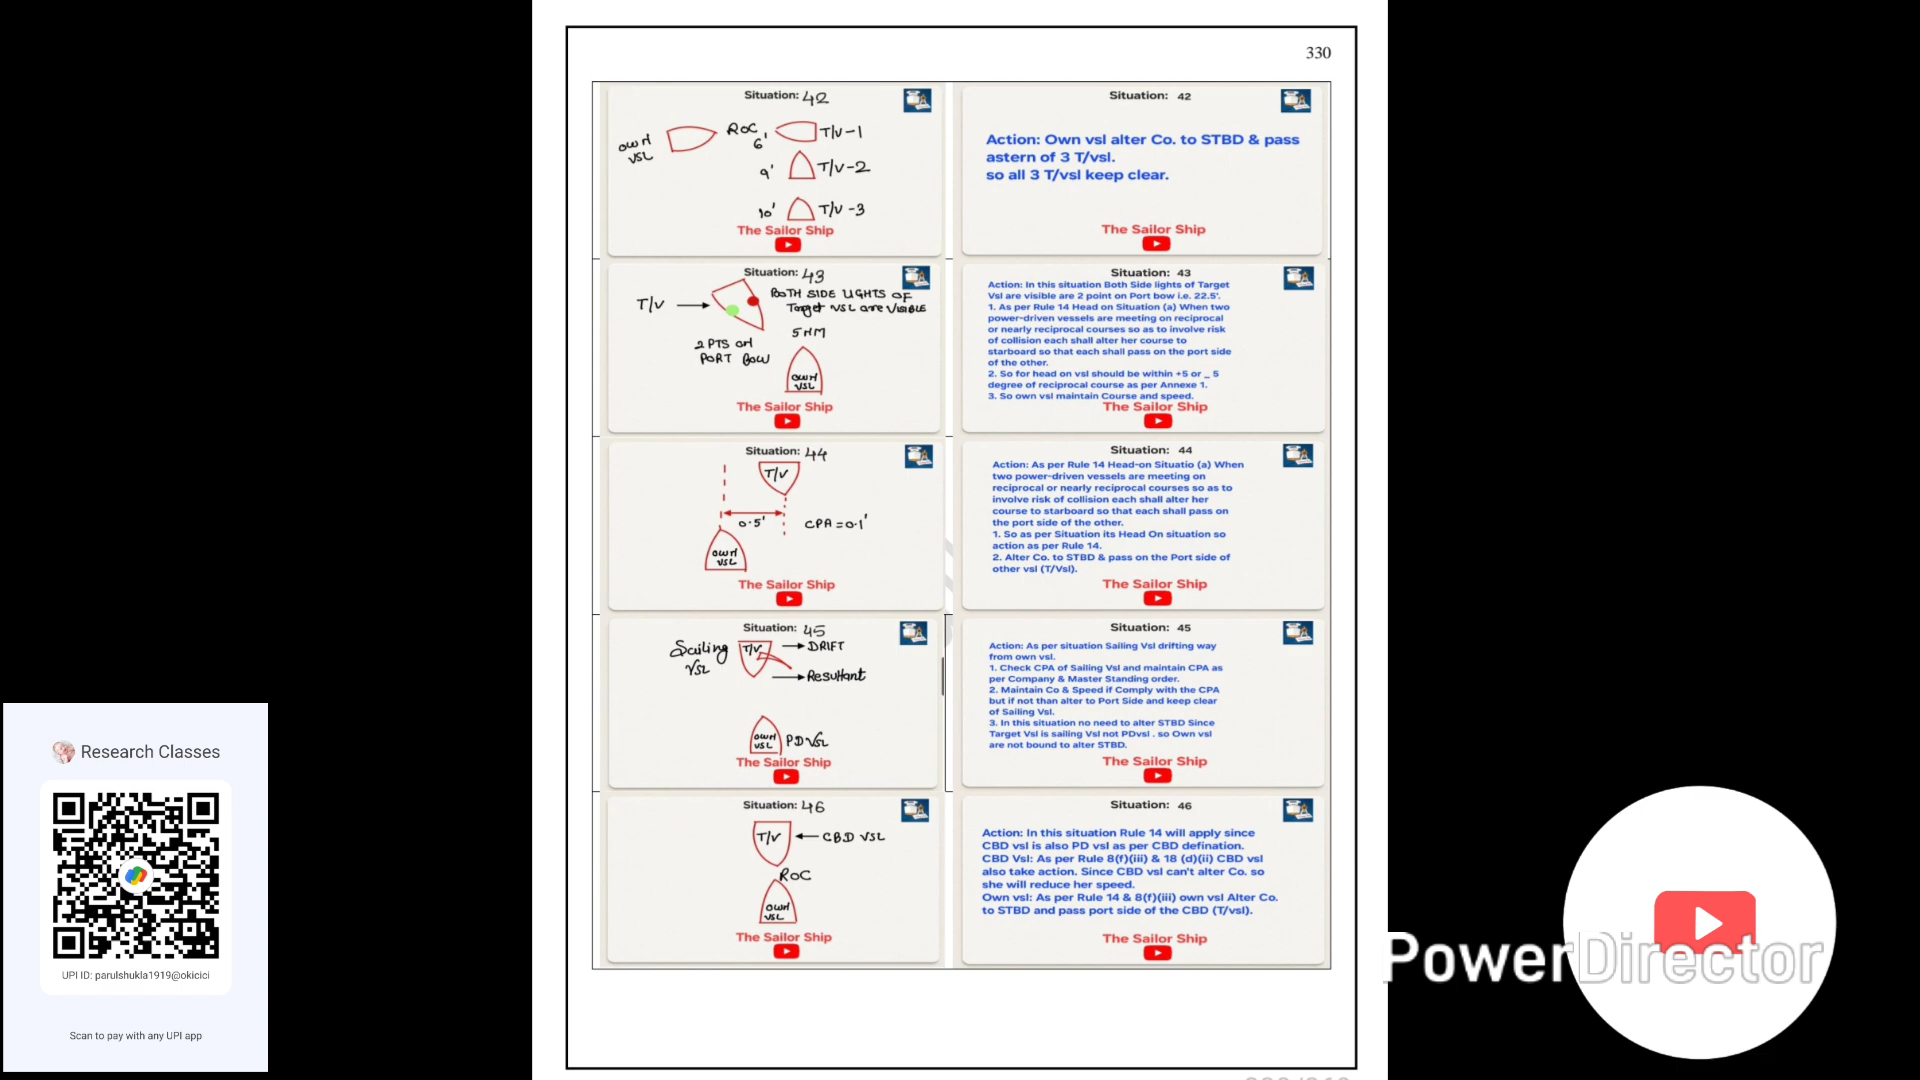 330
Situation: 42
OWN
VSL
ROC
6'
T/V-1
9'
T/V-2
10'
T/V-3
The Sailor Ship
Situation: 42
Action: Own vsl alter Co. to STBD & pass
astern of 3 T/vsl.
so all 3 T/vsl keep clear.
The Sailor Ship
Situation: 43
T/V
BOTH SIDE LIGHTS OF
Target VSL are VISIBLE
5 NM
2 PTS ON
PORT BOW
OWN
VSL
The Sailor Ship
Situation: 43
Action: In this situation Both Side lights of Target
Vsl are visible are 2 point on Port bow i.e. 22.5'.
1. As per Rule 14 Head on Situation (a) When two
power-driven vessels are meeting on reciprocal
or nearly reciprocal courses so as to involve risk
of collision each shall alter her course to
starboard so that each shall pass on the port side
of the other.
2. So for head on vsl should be within +5 or _ 5
degree of reciprocal course as per Annexe 1.
3. So own vsl maintain Course and speed.
The Sailor Ship
Situation: 44
T/V
0.5'
CPA = 0.1'
OWN
VSL
The Sailor Ship
Situation: 44
Action: As per Rule 14 Head-on Situatio (a) When
two power-driven vessels are meeting on
reciprocal or nearly reciprocal courses so as to
involve risk of collision each shall alter her
course to starboard so that each shall pass on
the port side of the other.
1. So as per Situation its Head On situation so
action as per Rule 14.
2. Alter Co. to STBD & pass on the Port side of
other vsl (T/Vsl).
The Sailor Ship
Situation: 45
Sailing
VSL
T/V
DRIFT
Resultant
OWN
VSL
PD VSL
The Sailor Ship
Situation: 45
Action: As per situation Sailing Vsl drifting way
from own vsl.
1. Check CPA of Sailing Vsl and maintain CPA as
per Company & Master Standing order.
2. Maintain Co & Speed if Comply with the CPA
but if not than alter to Port Side and keep clear
of Sailing Vsl.
3. In this situation no need to alter STBD Since
Target Vsl is sailing Vsl not PDvsl . so Own vsl
are not bound to alter STBD.
The Sailor Ship
Situation: 46
T/V
CBD VSL
ROC
OWN
VSL
The Sailor Ship
Situation: 46
Action: In this situation Rule 14 will apply since
CBD vsl is also PD vsl as per CBD defination.
CBD Vsl: As per Rule 8(f)(iii) & 18 (d)(ii) CBD vsl
also take action. Since CBD vsl can't alter Co. so
she will reduce her speed.
Own vsl: As per Rule 14 & 8(f)(iii) own vsl Alter Co.
to STBD and pass port side of the CBD (T/vsl).
The Sailor Ship
Research Classes
UPI ID: parulshukla1919@okicici
Scan to pay with any UPI app
PowerDirector